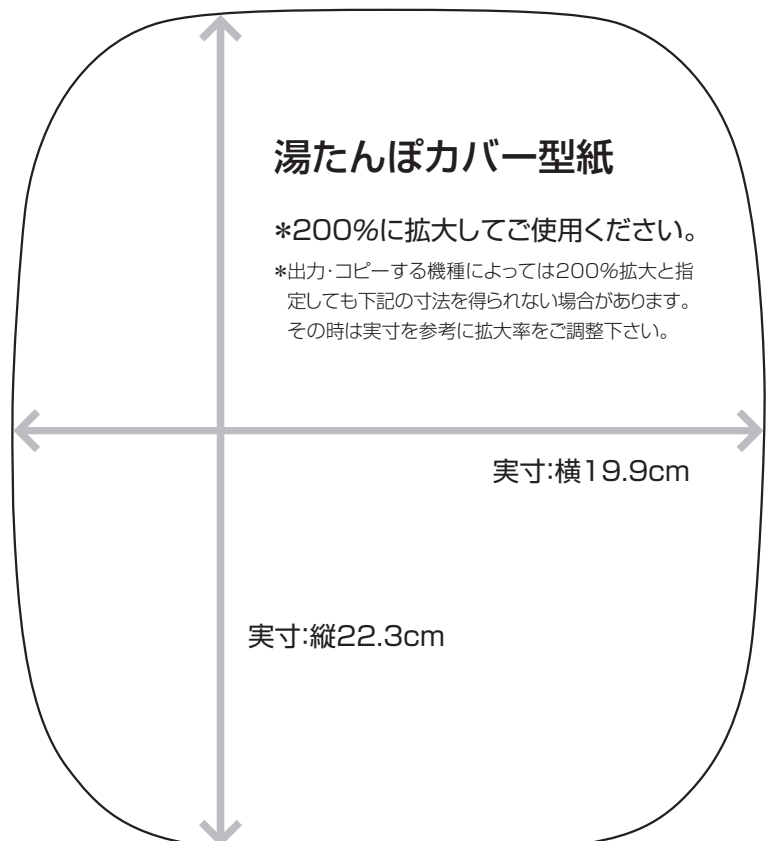 湯たんぽカバー型紙
*200%に拡大してご使用ください。
*出力・コピーする機種によっては200%拡大と指
定しても下記の寸法を得られない場合があります。
その時は実寸を参考に拡大率をご調整下さい。
実寸:横19.9cm
実寸:縦22.3cm